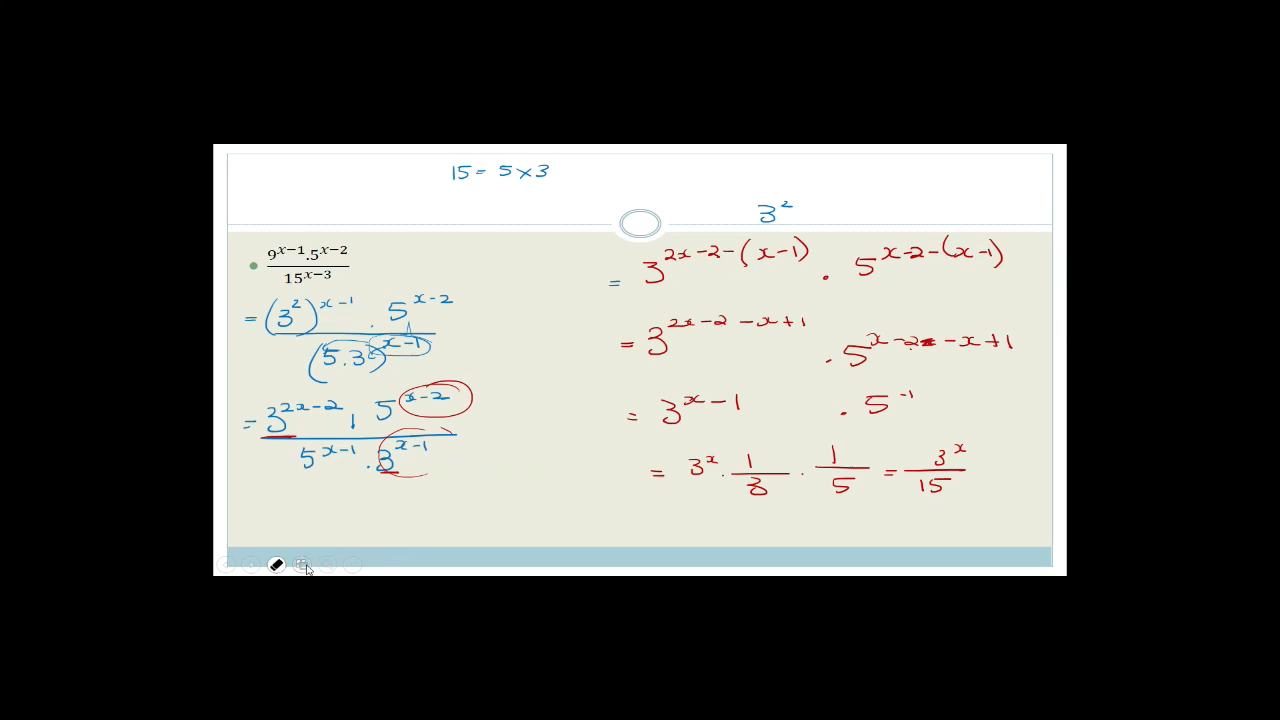 15 = 5 × 3
3²
• 9^(x−1) . 5^(x−2) / 15^(x−3)
= (3²)^(x−1) . 5^(x−2) / (5.3)^(x−1)
= 3^(2x−2) . 5^(x−2) / 5^(x−1) . 3^(x−1)
= 3^(2x−2−(x−1)) . 5^(x−2−(x−1))
= 3^(2x−2−x+1) . 5^(x−2−x+1)
= 3^(x−1) . 5^(−1)
= 3^x . 1/3 . 1/5 = 3^x/15